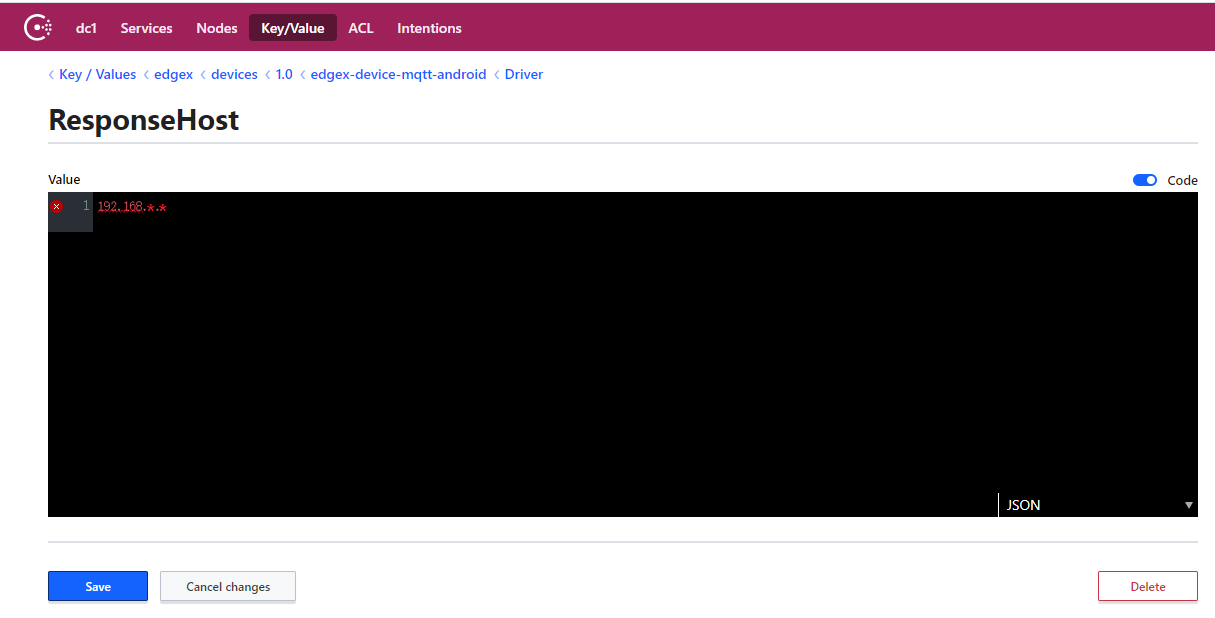 dc1 Services Nodes Key/Value ACL Intentions
‹ Key / Values ‹ edgex ‹ devices ‹ 1.0 ‹ edgex-device-mqtt-android ‹ Driver
ResponseHost
Value Code
1 192.168.*.*
JSON
Save Cancel changes Delete